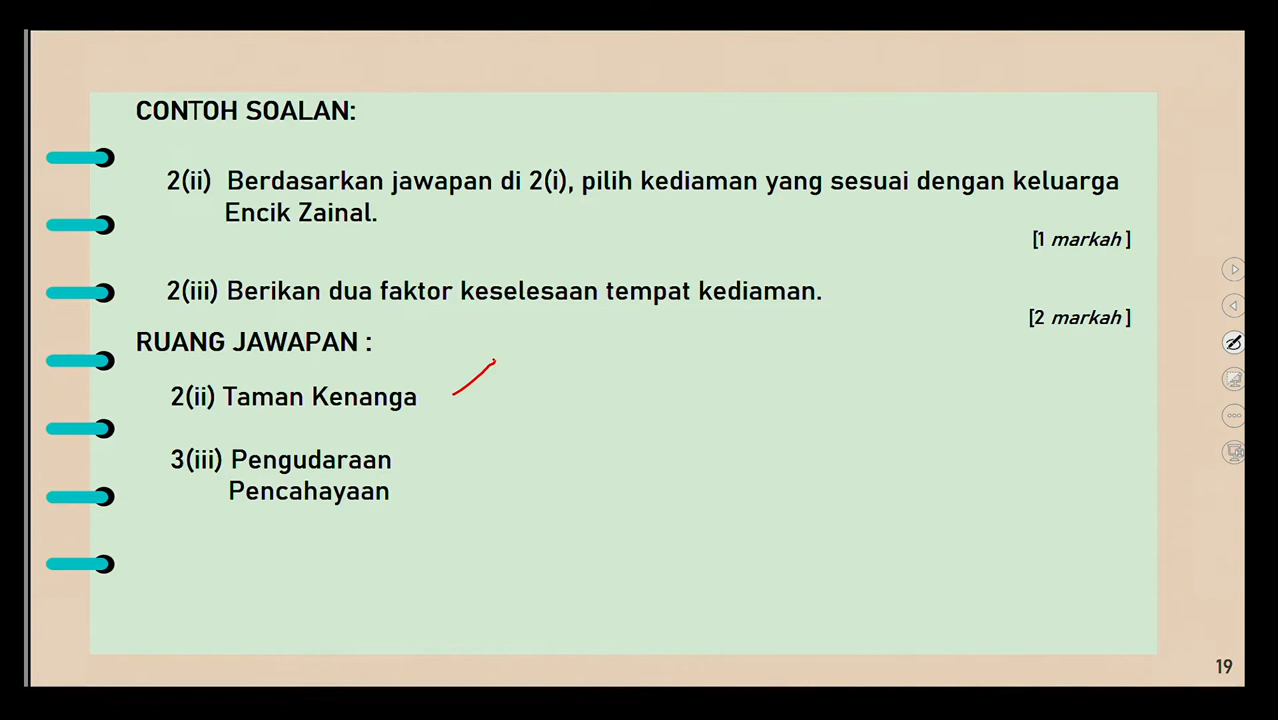 CONTOH SOALAN:
2(ii) Berdasarkan jawapan di 2(i), pilih kediaman yang sesuai dengan keluarga
Encik Zainal.
[1 markah ]
2(iii) Berikan dua faktor keselesaan tempat kediaman.
[2 markah ]
RUANG JAWAPAN :
2(ii) Taman Kenanga
3(iii) Pengudaraan
Pencahayaan
19